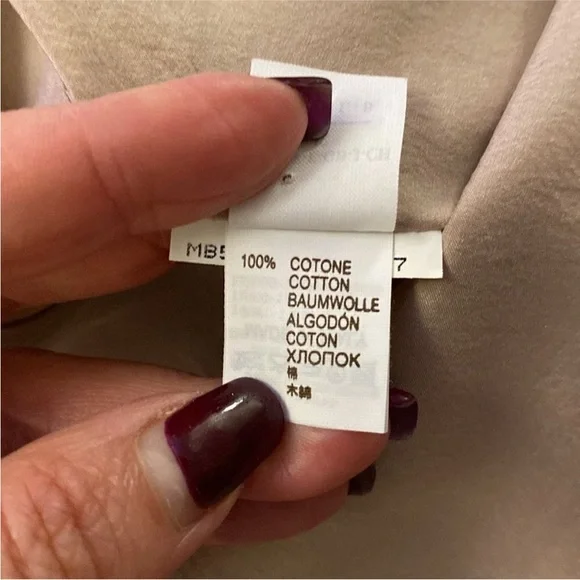 MB5
7
100% COTONE
COTTON
BAUMWOLLE
ALGODÓN
COTON
ХЛОПОК
棉
木綿